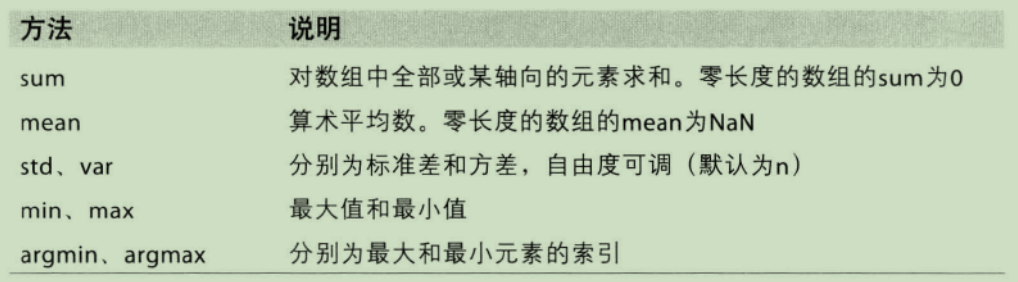 方法 说明
sum 对数组中全部或某轴向的元素求和。零长度的数组的sum为0
mean 算术平均数。零长度的数组的mean为NaN
std、var 分别为标准差和方差，自由度可调（默认为n）
min、max 最大值和最小值
argmin、argmax 分别为最大和最小元素的索引